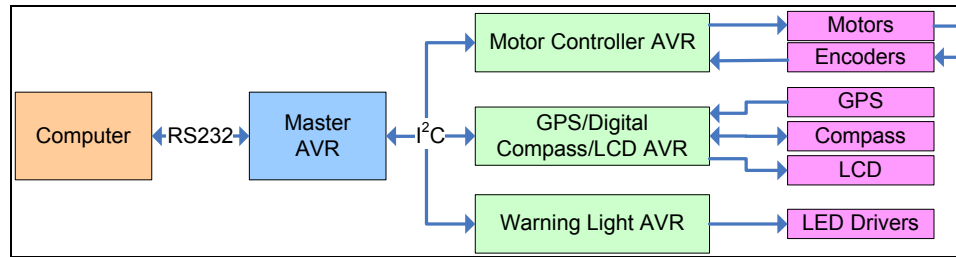 Computer
RS232
Master
AVR
I²C
Motor Controller AVR
Motors
Encoders
GPS/Digital
Compass/LCD AVR
GPS
Compass
LCD
Warning Light AVR
LED Drivers